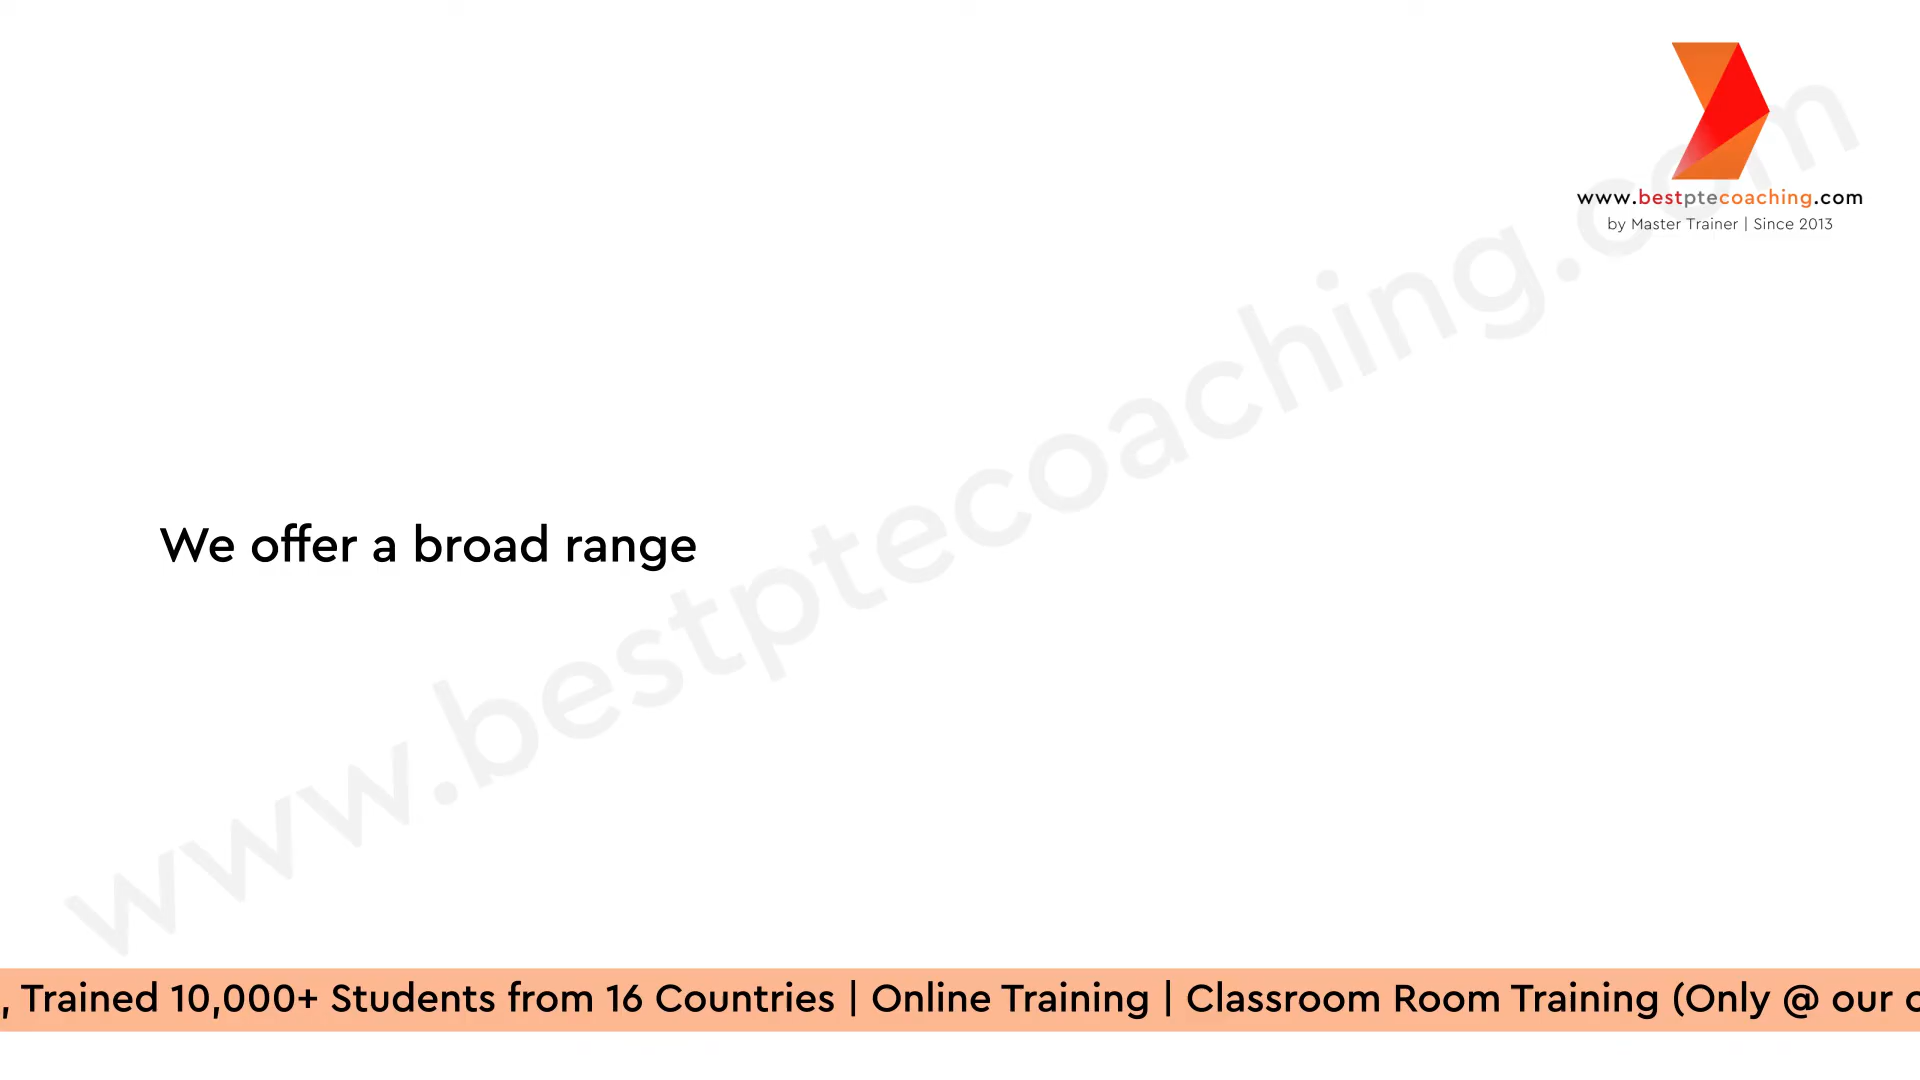 www.bestptecoaching.com
by Master Trainer | Since 2013
www.bestptecoaching.com
We offer a broad range
, Trained 10,000+ Students from 16 Countries | Online Training | Classroom Room Training (Only @ our